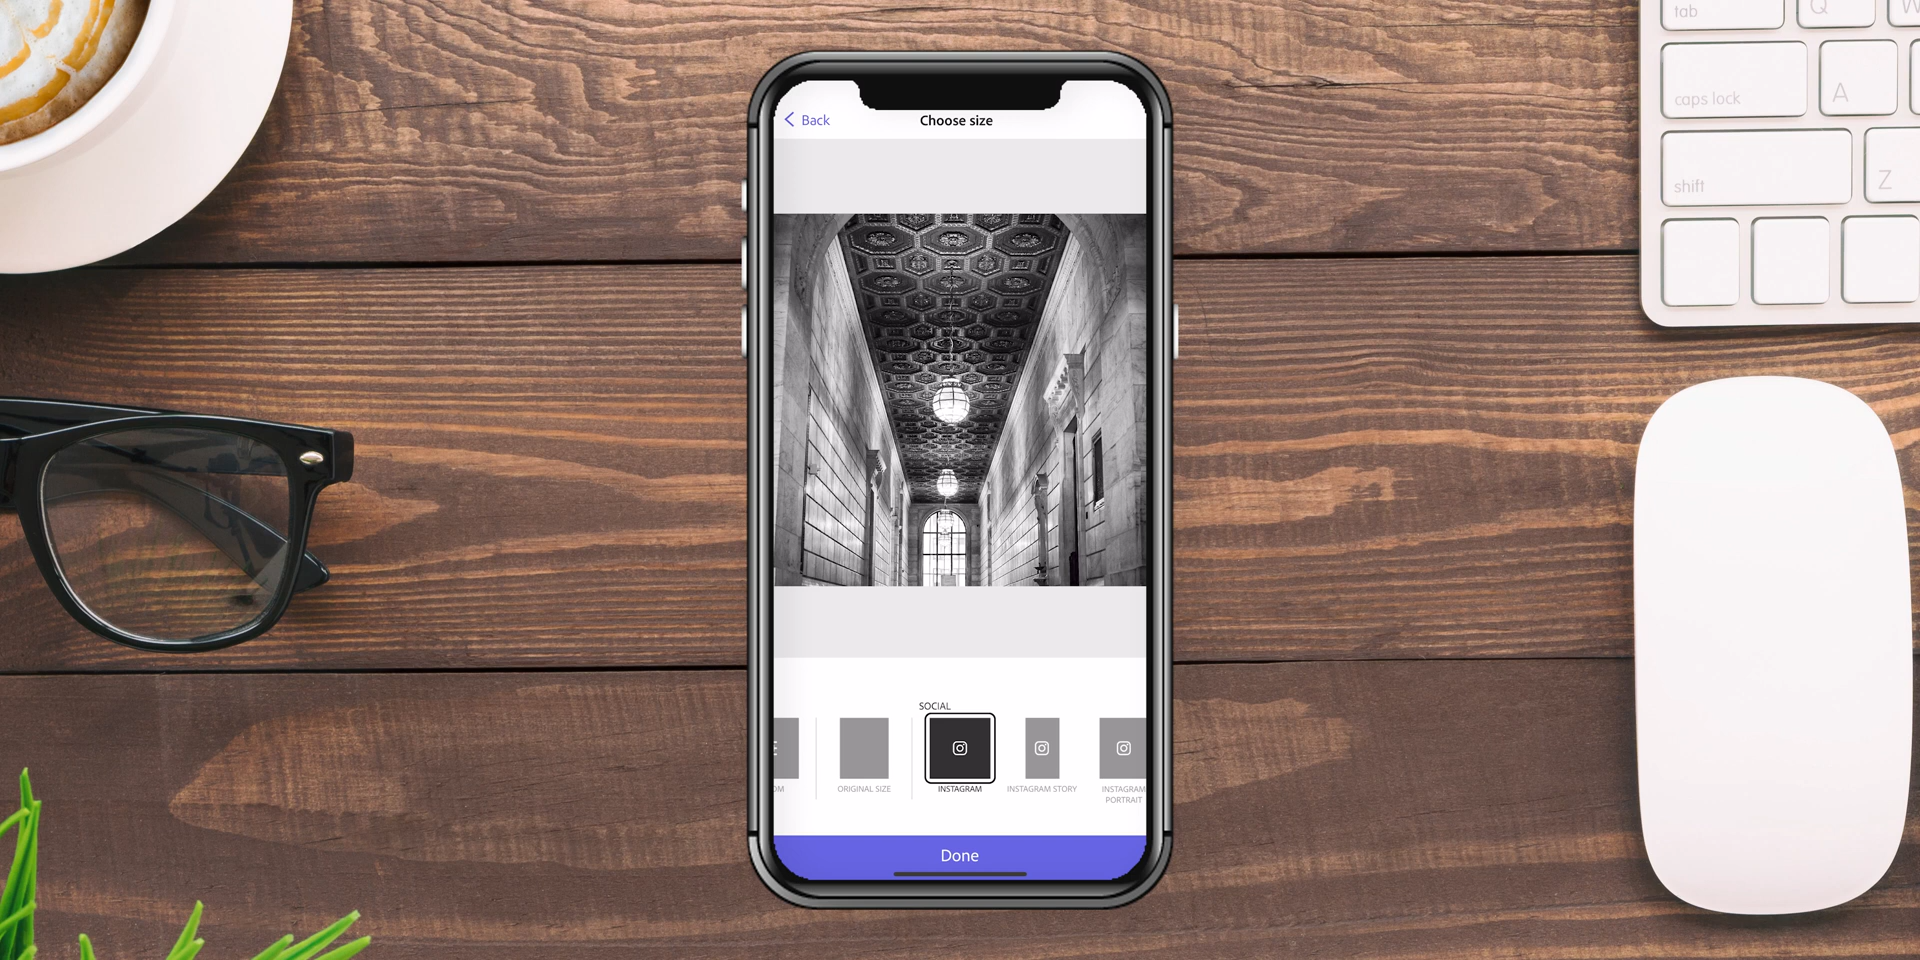 tab
Q
W
caps lock
A
shift
Z
Back
Choose size
SOCIAL
ORIGINAL SIZE
INSTAGRAM
INSTAGRAM STORY
INSTAGRAM
PORTRAIT
Done